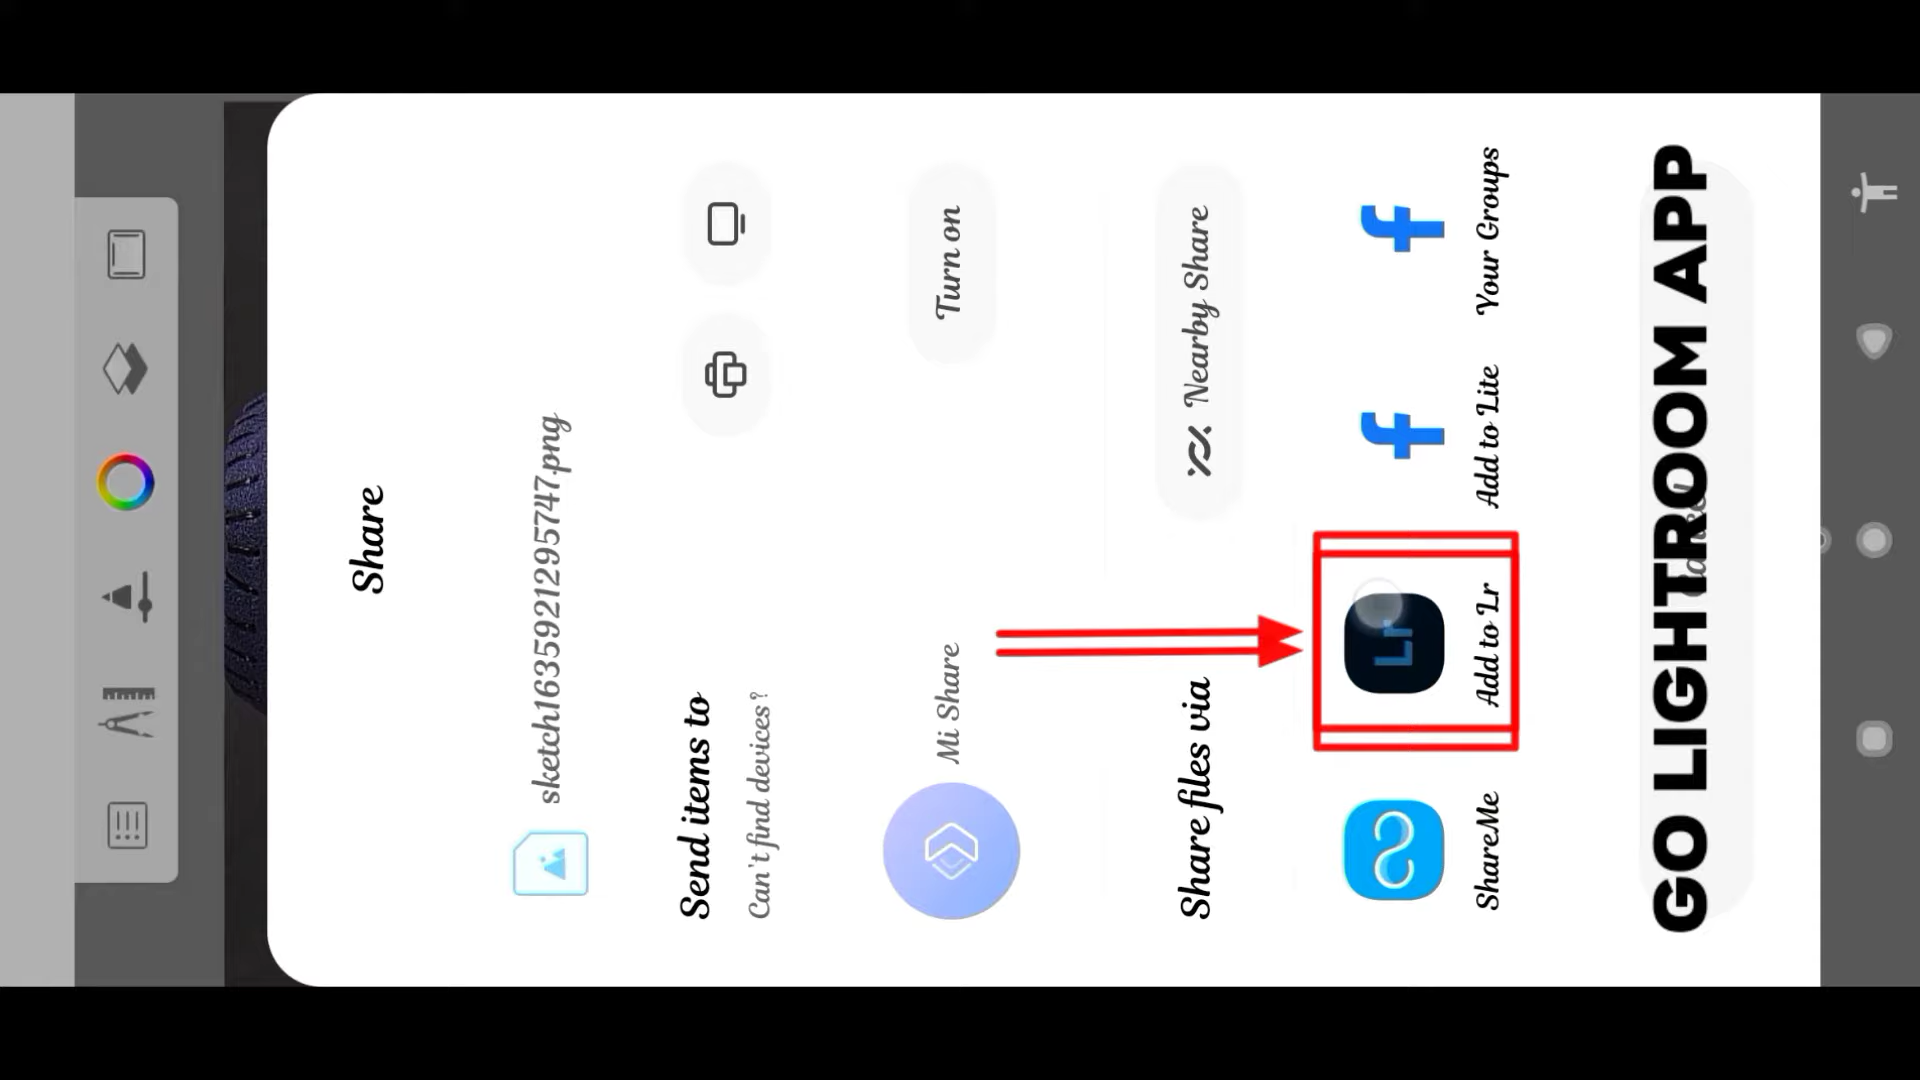 Share
sketch1635921295747.png
Send items to
Can't find devices?
Mi Share
Turn on
Share files via
Nearby Share
Lr
ShareMe
Add to Lr
Add to Lite
Your Groups
GO LIGHTROOM APP